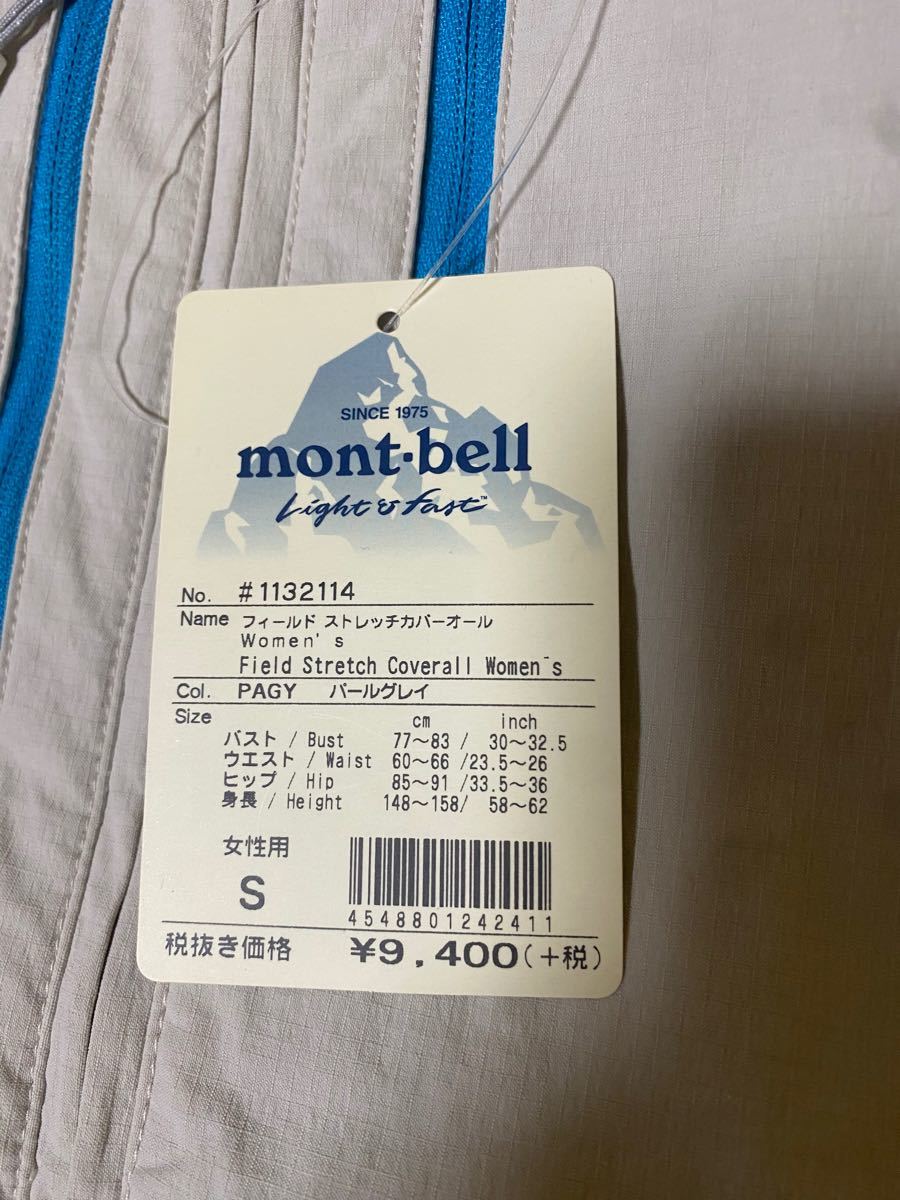 SINCE 1975
mont·bell
Light & Fast™
No. #1132114
Name フィールド ストレッチカバーオール
Women's
Field Stretch Coverall Women's
Col. PAGY パールグレイ
Size cm inch
バスト / Bust 77〜83 / 30〜32.5
ウエスト / Waist 60〜66 /23.5〜26
ヒップ / Hip 85〜91 /33.5〜36
身長 / Height 148〜158/ 58〜62
女性用
S
4548801242411
税抜き価格 ¥9,400(+税)